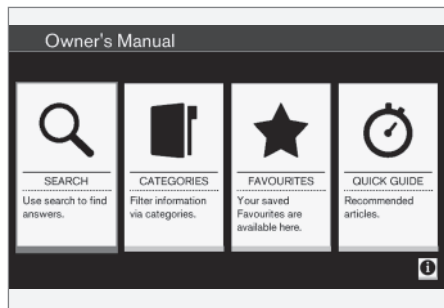 Owner's Manual
SEARCH
Use search to find
answers.
CATEGORIES
Filter information
via categories.
FAVOURITES
Your saved
Favourites are
available here.
QUICK GUIDE
Recommended
articles.